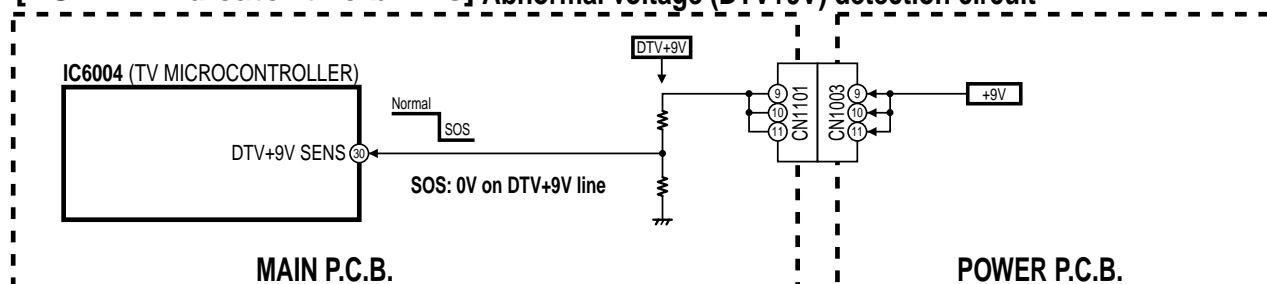 Abnormal voltage (DTV+9V) detection circuit
DTV+9V
IC6004 (TV MICROCONTROLLER)
Normal
SOS
DTV+9V SENS 30
SOS: 0V on DTV+9V line
9
10
11
CN1101
CN1003
9
10
11
+9V
MAIN P.C.B.
POWER P.C.B.